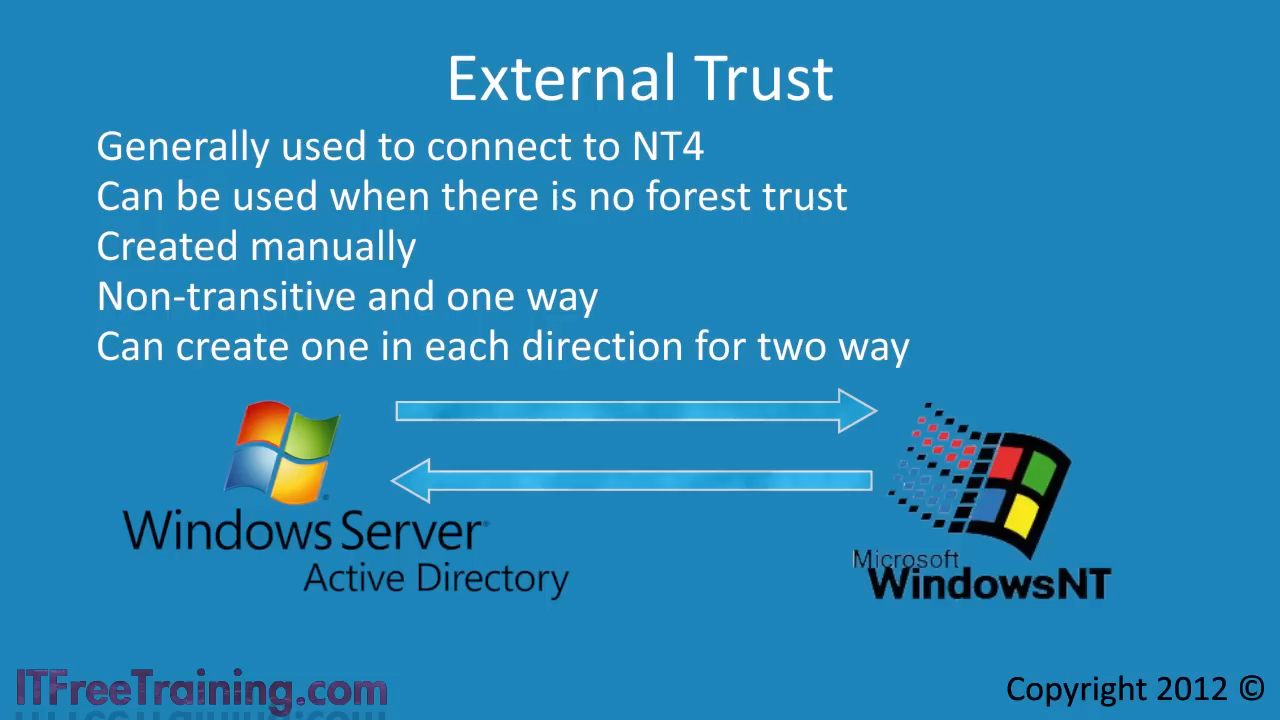 External Trust
Generally used to connect to NT4
Can be used when there is no forest trust
Created manually
Non-transitive and one way
Can create one in each direction for two way
Windows Server
Active Directory
Microsoft
WindowsNT
ITFreeTraining.com
Copyright 2012 ©